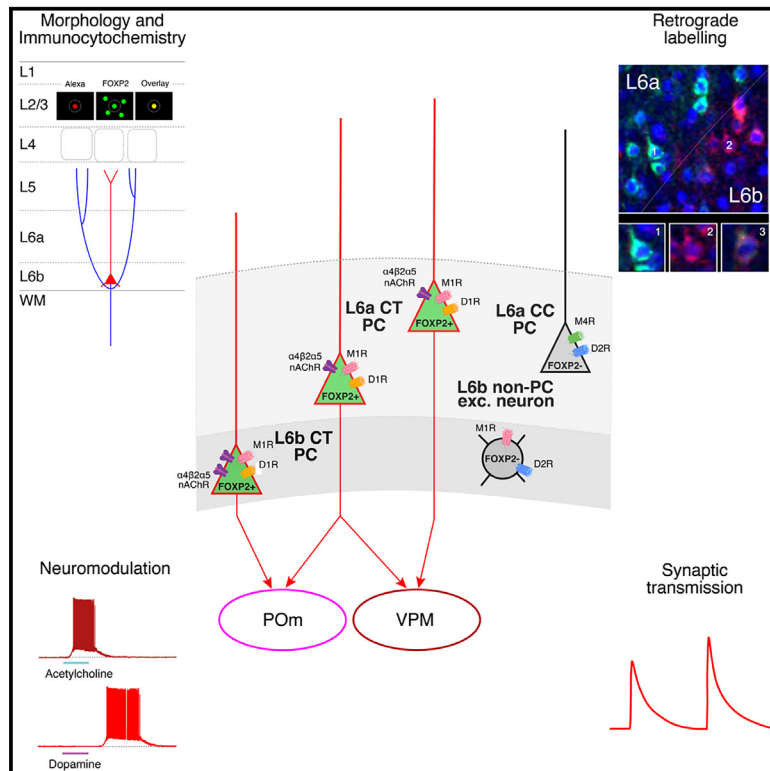 Morphology and
Immunocytochemistry
L1
Alexa FOXP2 Overlay
L2/3
L4
L5
L6a
L6b
WM
Retrograde
labelling
L6a
1
2
L6b
1
2
3
α4β2α5
nAChR
M1R
D1R
L6a CT
PC
FOXP2+
L6a CC
PC
M4R
D2R
FOXP2-
α4β2α5
nAChR
M1R
D1R
FOXP2+
L6b non-PC
exc. neuron
M1R
FOXP2-
D2R
L6b CT
PC
α4β2α5
nAChR
M1R
D1R
FOXP2+
POm
VPM
Neuromodulation
Acetylcholine
Dopamine
Synaptic
transmission